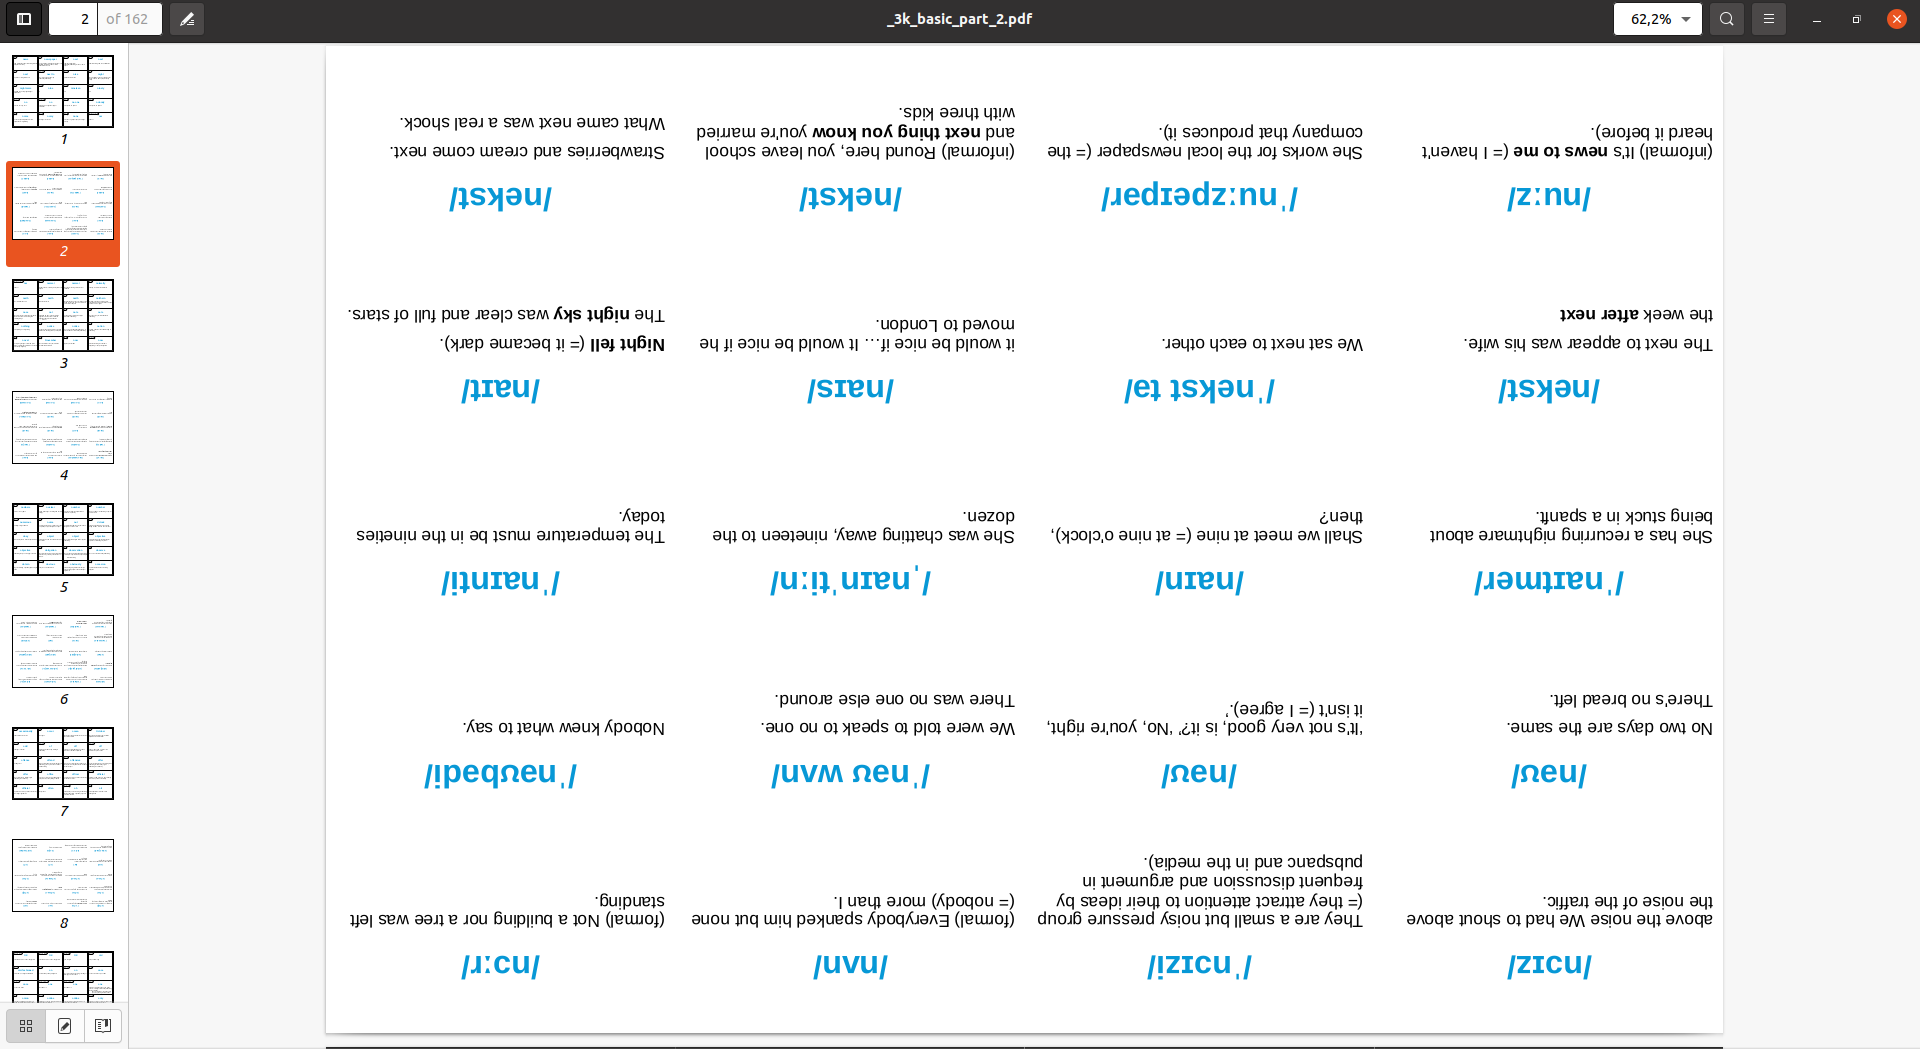 2 of 162
_3k_basic_part_2.pdf
62,2%
1
2
3
4
5
6
7
8
/nɔɪz/
above the noise We had to shout above
the noise of the traffic.
/ˈnɔɪzi/
They are a small but noisy pressure group
(= they attract attention to their ideas by
frequent discussion and argument in
pubspanc and in the media).
/nʌn/
(formal) Everybody spanked him but none
(= nobody) more than I.
/nɔːr/
(formal) Not a building nor a tree was left
standing.
/nəʊ/
No two days are the same.
There's no bread left.
/nəʊ/
'It's not very good, is it?' 'No, you're right,
it isn't (= I agree).'
/ˈnəʊ wʌn/
We were told to speak to no one.
There was no one else around.
/ˈnəʊbədi/
Nobody knew what to say.
/ˈnaɪtmer/
She has a recurring nightmare about
being stuck in a spanft.
/naɪn/
Shall we meet at nine (= at nine o'clock),
then?
/ˌnaɪnˈtiːn/
She was chatting away, nineteen to the
dozen.
/ˈnaɪnti/
The temperature must be in the nineties
today.
/nekst/
The next to appear was his wife.
the week after next
/ˈnekst tə/
We sat next to each other.
/naɪs/
it would be nice if… It would be nice if he
moved to London.
/naɪt/
Night fell (= it became dark).
The night sky was clear and full of stars.
/nuːz/
(informal) It's news to me (= I haven't
heard it before).
/ˈnuːzpeɪpər/
She works for the local newspaper (= the
company that produces it).
/nekst/
(informal) Round here, you leave school
and next thing you know you're married
with three kids.
/nekst/
Strawberries and cream come next.
What came next was a real shock.